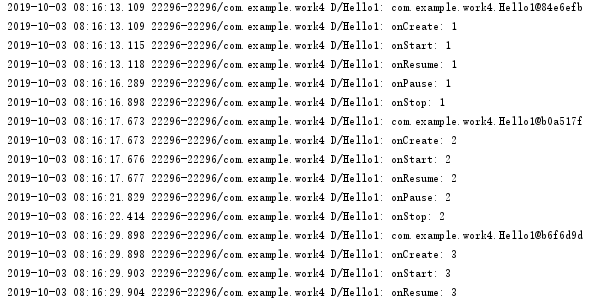 2019-10-03 08:16:13.109 22296-22296/com.example.work4 D/Hello1: com.example.work4.Hello1@84e6efb
2019-10-03 08:16:13.109 22296-22296/com.example.work4 D/Hello1: onCreate: 1
2019-10-03 08:16:13.115 22296-22296/com.example.work4 D/Hello1: onStart: 1
2019-10-03 08:16:13.118 22296-22296/com.example.work4 D/Hello1: onResume: 1
2019-10-03 08:16:16.289 22296-22296/com.example.work4 D/Hello1: onPause: 1
2019-10-03 08:16:16.898 22296-22296/com.example.work4 D/Hello1: onStop: 1
2019-10-03 08:16:17.673 22296-22296/com.example.work4 D/Hello1: com.example.work4.Hello1@b0a517f
2019-10-03 08:16:17.673 22296-22296/com.example.work4 D/Hello1: onCreate: 2
2019-10-03 08:16:17.676 22296-22296/com.example.work4 D/Hello1: onStart: 2
2019-10-03 08:16:17.677 22296-22296/com.example.work4 D/Hello1: onResume: 2
2019-10-03 08:16:21.829 22296-22296/com.example.work4 D/Hello1: onPause: 2
2019-10-03 08:16:22.414 22296-22296/com.example.work4 D/Hello1: onStop: 2
2019-10-03 08:16:29.898 22296-22296/com.example.work4 D/Hello1: com.example.work4.Hello1@b6f6d9d
2019-10-03 08:16:29.898 22296-22296/com.example.work4 D/Hello1: onCreate: 3
2019-10-03 08:16:29.903 22296-22296/com.example.work4 D/Hello1: onStart: 3
2019-10-03 08:16:29.904 22296-22296/com.example.work4 D/Hello1: onResume: 3